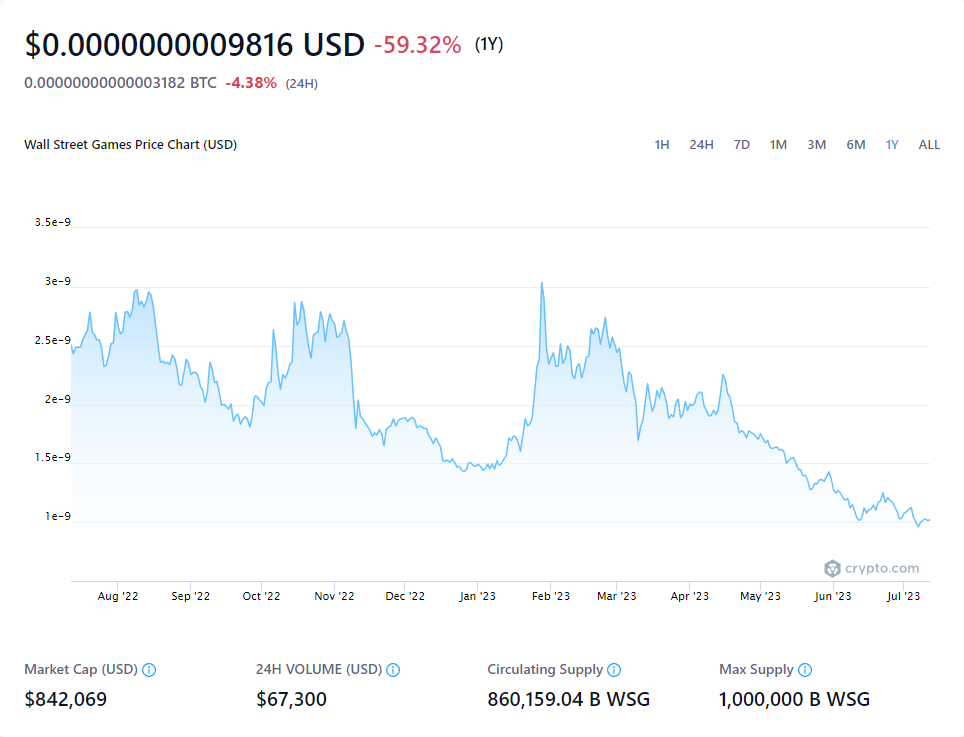 $0.0000000009816 USD -59.32% (1Y)
0.00000000000003182 BTC -4.38% (24H)
Wall Street Games Price Chart (USD) 1H 24H 7D 1M 3M 6M 1Y ALL
3.5e-9
3e-9
2.5e-9
2e-9
1.5e-9
1e-9
crypto.com
Aug '22 Sep '22 Oct '22 Nov '22 Dec '22 Jan '23 Feb '23 Mar '23 Apr '23 May '23 Jun '23 Jul '23
Market Cap (USD) 24H VOLUME (USD) Circulating Supply Max Supply
$842,069 $67,300 860,159.04 B WSG 1,000,000 B WSG